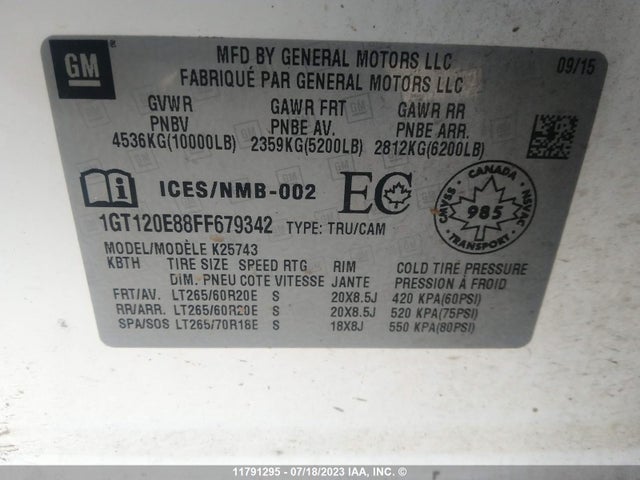 GM
MFD BY GENERAL MOTORS LLC
FABRIQUÉ PAR GENERAL MOTORS LLC
09/15
GVWR GAWR FRT GAWR RR
PNBV PNBE AV. PNBE ARR.
4536KG(10000LB) 2359KG(5200LB) 2812KG(6200LB)
ICES/NMB-002 EC
CANADA
CMVSS 985 NSVAC
TRANSPORT
1GT120E88FF679342 TYPE: TRU/CAM
MODEL/MODÈLE K25743
KBTH TIRE SIZE SPEED RTG RIM COLD TIRE PRESSURE
DIM. PNEU COTE VITESSE JANTE PRESSION À FROID
FRT/AV. LT265/60R20E S 20X8.5J 420 KPA(60PSI)
RR/ARR. LT265/60R20E S 20X8.5J 520 KPA(75PSI)
SPA/SOS LT265/70R18E S 18X8J 550 KPA(80PSI)
11791295 - 07/18/2023 IAA, INC. ©